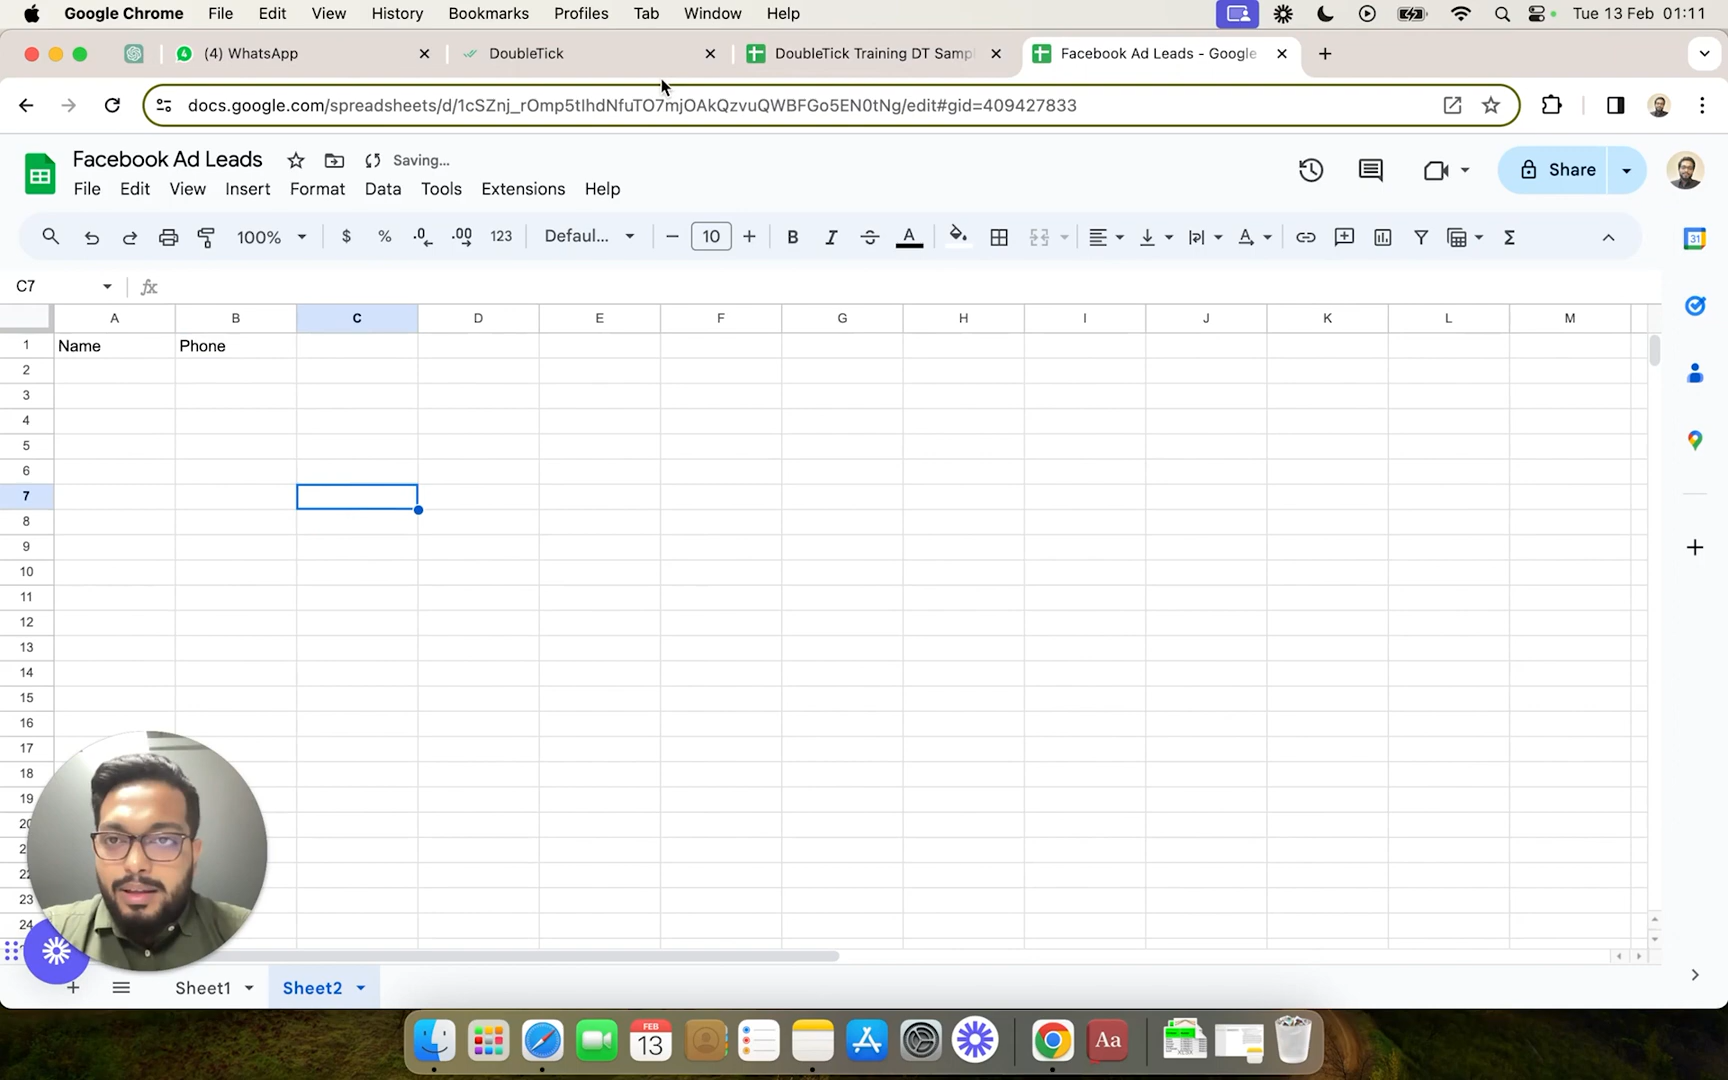 Google Chrome File Edit View History Bookmarks Profiles Tab Window Help Tue 13 Feb 01:11
(4) WhatsApp DoubleTick DoubleTick Training DT Samp Facebook Ad Leads - Google
docs.google.com/spreadsheets/d/1cSZnj_rOmp5tIhdNfuTO7mjOAkQzvuQWBFGo5EN0tNg/edit#gid=409427833
Facebook Ad Leads Saving...
File Edit View Insert Format Data Tools Extensions Help
Share
100% $ % .0 .00 123 Defaul... 10 B I A
31
C7 fx
A B C D E F G H I J K L M
1 Name Phone
2
3
4
5
6
7
8
9
10
11
12
13
14
15
16
17
18
19
20
22
23
24
Sheet1 Sheet2
FEB
13
Aa